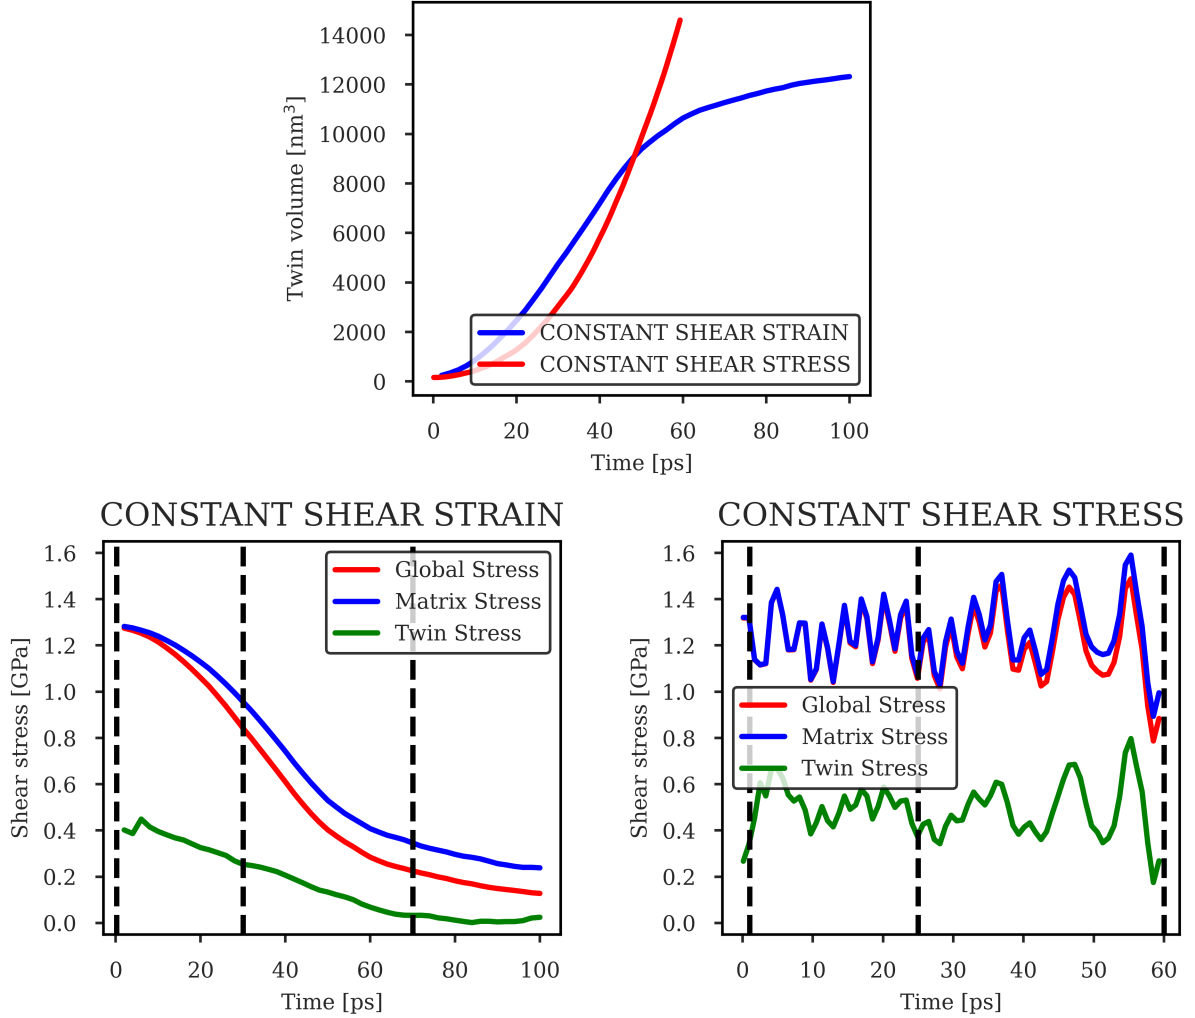 14000
12000
10000
8000
6000
4000
2000
0
Twin volume [nm³]
CONSTANT SHEAR STRAIN
CONSTANT SHEAR STRESS
0 20 40 60 80 100
Time [ps]
CONSTANT SHEAR STRAIN
1.6
1.4
1.2
1.0
0.8
0.6
0.4
0.2
0.0
Shear stress [GPa]
Global Stress
Matrix Stress
Twin Stress
0 20 40 60 80 100
Time [ps]
CONSTANT SHEAR STRESS
1.6
1.4
1.2
1.0
0.8
0.6
0.4
0.2
0.0
Shear stress [GPa]
Global Stress
Matrix Stress
Twin Stress
0 10 20 30 40 50 60
Time [ps]